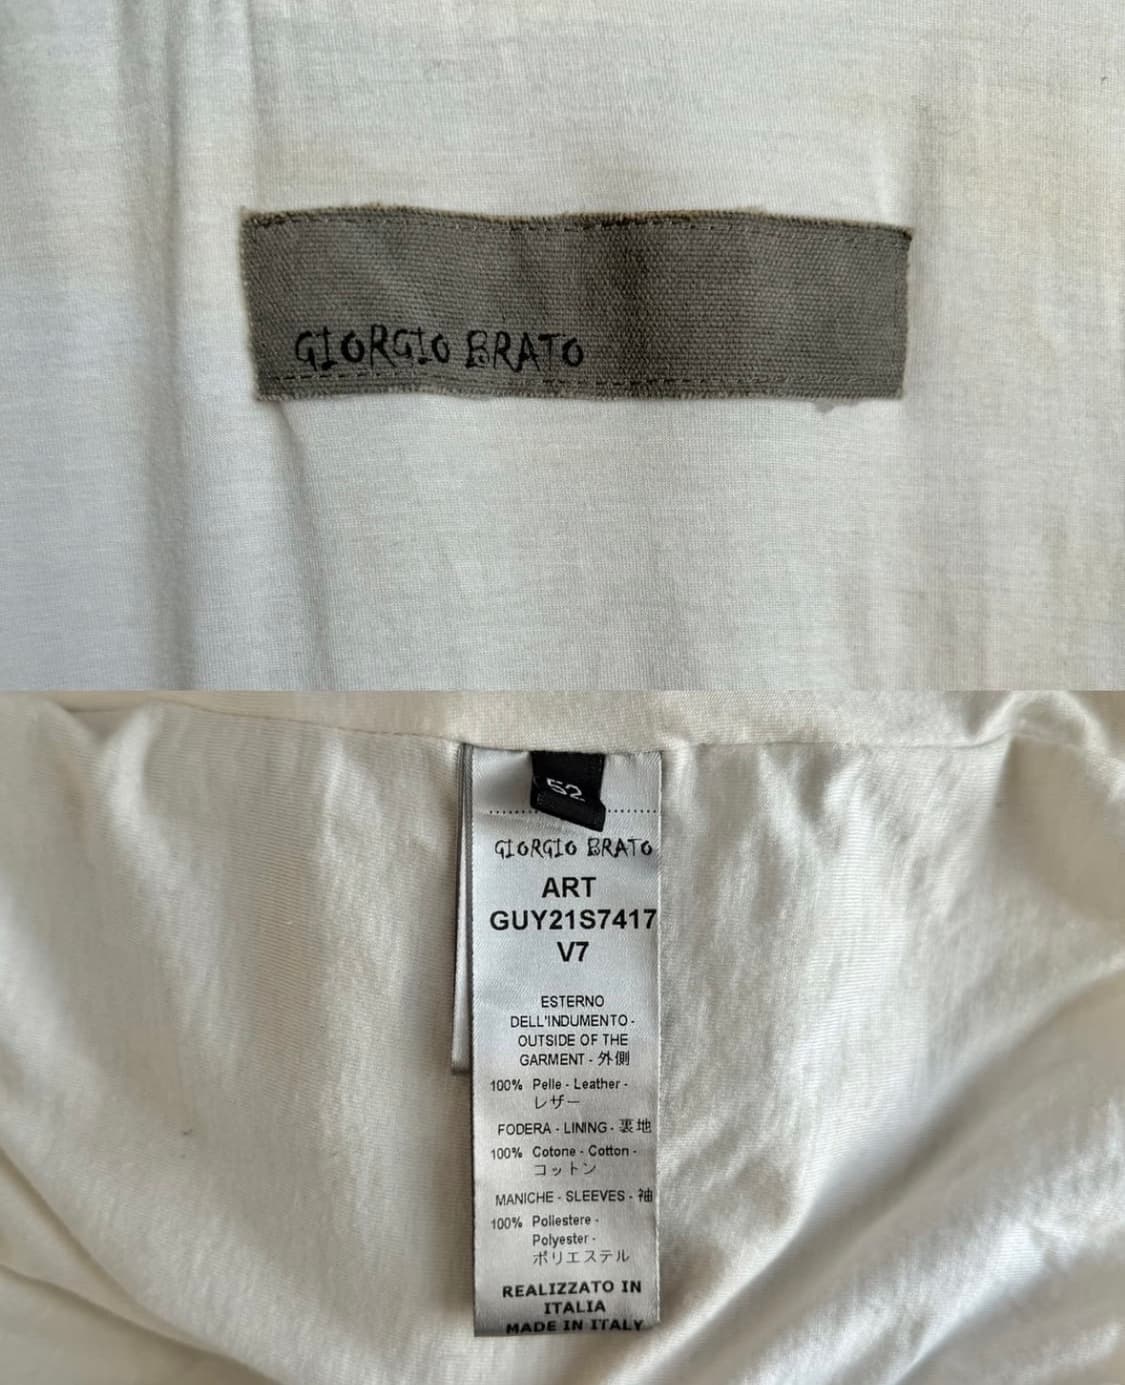 GIORGIO BRATO
52
GIORGIO BRATO
ART
GUY21S7417
V7
ESTERNO
DELL'INDUMENTO -
OUTSIDE OF THE
GARMENT - 外側
100% Pelle - Leather -
レザー
FODERA - LINING - 裏地
100% Cotone - Cotton -
コットン
MANICHE - SLEEVES - 袖
100% Poliestere -
Polyester -
ポリエステル
REALIZZATO IN
ITALIA
MADE IN ITALY